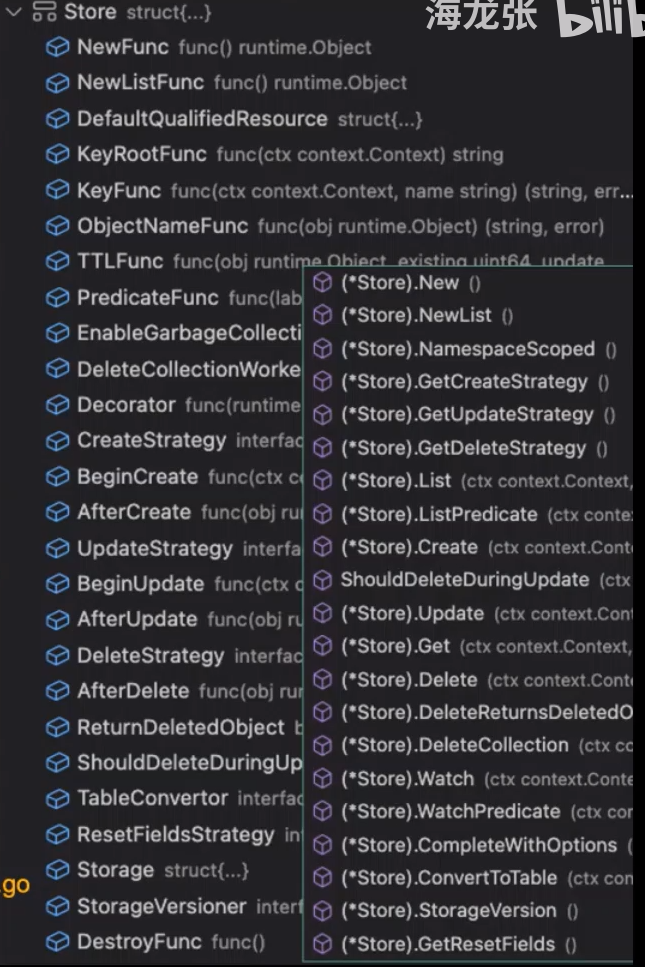 海龙张 bilib
Store struct{...}
NewFunc func() runtime.Object
NewListFunc func() runtime.Object
DefaultQualifiedResource struct{...}
KeyRootFunc func(ctx context.Context) string
KeyFunc func(ctx context.Context, name string) (string, err...
ObjectNameFunc func(obj runtime.Object) (string, error)
TTLFunc func(obj runtime.Object, existing uint64, update
PredicateFunc func(lab
EnableGarbageCollecti
DeleteCollectionWorke
Decorator func(runtime
CreateStrategy interfac
BeginCreate func(ctx c
AfterCreate func(obj ru
UpdateStrategy interfa
BeginUpdate func(ctx c
AfterUpdate func(obj ru
DeleteStrategy interfac
AfterDelete func(obj run
ReturnDeletedObject b
ShouldDeleteDuringUp
TableConvertor interfac
ResetFieldsStrategy in
Storage struct{...}
StorageVersioner interf
DestroyFunc func()
.go
(*Store).New ()
(*Store).NewList ()
(*Store).NamespaceScoped ()
(*Store).GetCreateStrategy ()
(*Store).GetUpdateStrategy ()
(*Store).GetDeleteStrategy ()
(*Store).List (ctx context.Context,
(*Store).ListPredicate (ctx conte
(*Store).Create (ctx context.Cont
ShouldDeleteDuringUpdate (ctx
(*Store).Update (ctx context.Con
(*Store).Get (ctx context.Context,
(*Store).Delete (ctx context.Conte
(*Store).DeleteReturnsDeletedO
(*Store).DeleteCollection (ctx co
(*Store).Watch (ctx context.Conte
(*Store).WatchPredicate (ctx con
(*Store).CompleteWithOptions (
(*Store).ConvertToTable (ctx con
(*Store).StorageVersion ()
(*Store).GetResetFields ()